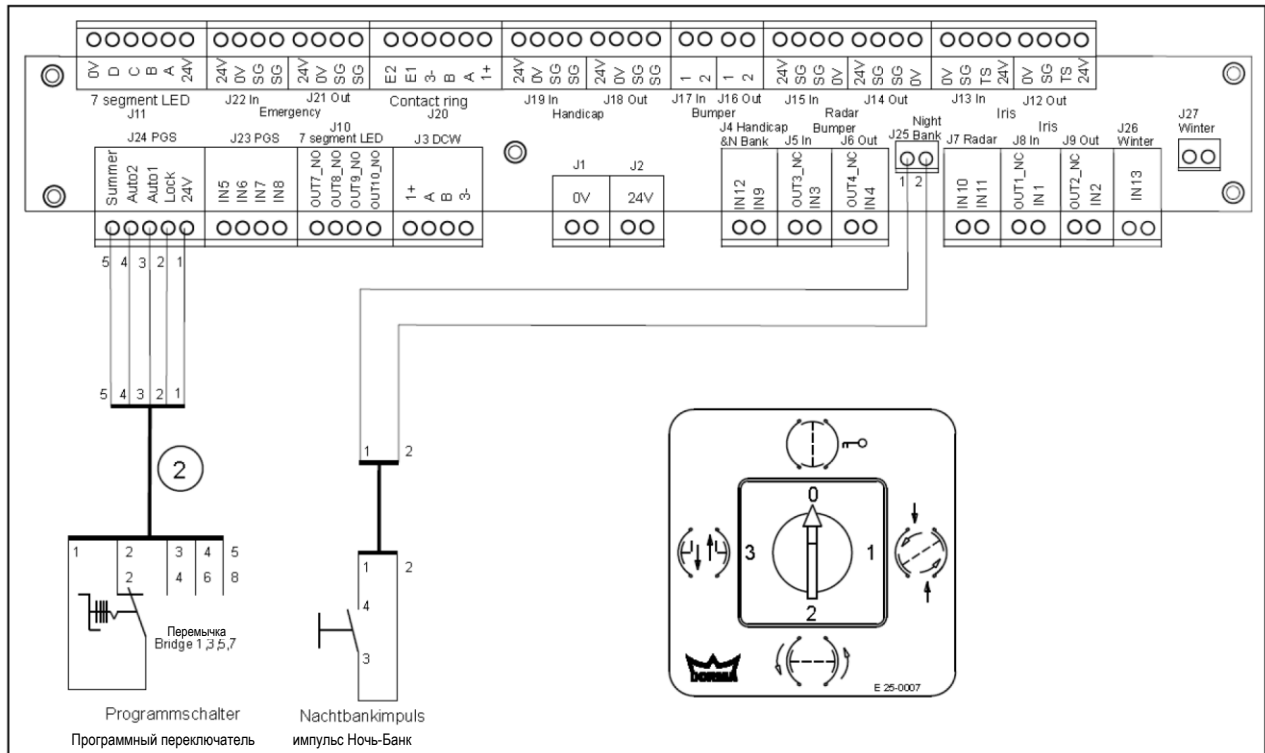 0V D C B A 24V 24V 0V SG SG 24V 0V SG SG E2 E1 3- B A 1+ 24V 0V SG SG 24V 0V SG SG 1 2 1 2 24V SG SG 0V 24V SG SG 0V 0V SG TS 24V 0V SG TS 24V
7 segment LED J22 In J21 Out Contact ring J19 In J18 Out J17 In J16 Out J15 In J14 Out J13 In J12 Out
J11 Emergency J20 Handicap Bumper Radar Iris
J24 PGS J23 PGS J10 7 segment LED J3 DCW
J1 J2
J4 Handicap &N Bank
J5 In Bumper J6 Out
Night J25 Bank
J7 Radar J8 In Iris J9 Out
J26 Winter
J27 Winter
Summer Auto2 Auto1 Lock 24V IN5 IN6 IN7 IN8 OUT7_NO OUT8_NO OUT9_NO OUT10_NO 1+ A B 3- 0V 24V IN12 IN9 OUT3_NC IN3 OUT4_NC IN4 1 2 IN10 IN11 OUT1_NC IN1 OUT2_NC IN2 IN13
5 4 3 2 1
5 4 3 2 1
2
1 2 3 4 5
2 4 6 8
Перемычка
Bridge 1,3,5,7
Programmschalter
Программный переключатель
1 2
1 2
4
3
Nachtbankimpuls
импульс Ночь-Банк
0
3 1
2
DORMA
E 25-0007